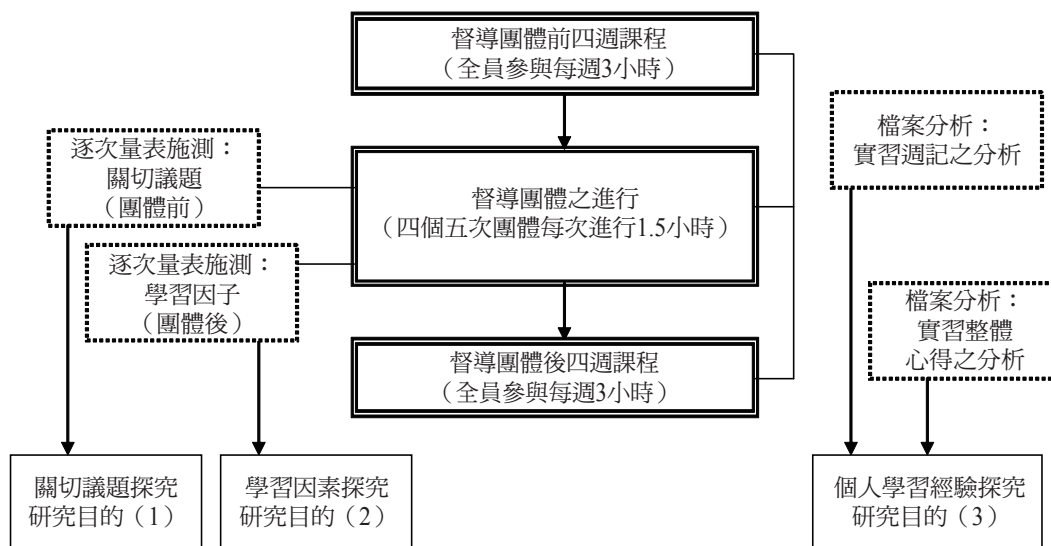 督導團體前四週課程
（全員參與每週3小時）
逐次量表施測：
關切議題
（團體前）
檔案分析：
實習週記之分析
督導團體之進行
（四個五次團體每次進行1.5小時）
逐次量表施測：
學習因子
（團體後）
檔案分析：
實習整體
心得之分析
督導團體後四週課程
（全員參與每週3小時）
關切議題探究
研究目的（1）
學習因素探究
研究目的（2）
個人學習經驗探究
研究目的（3）